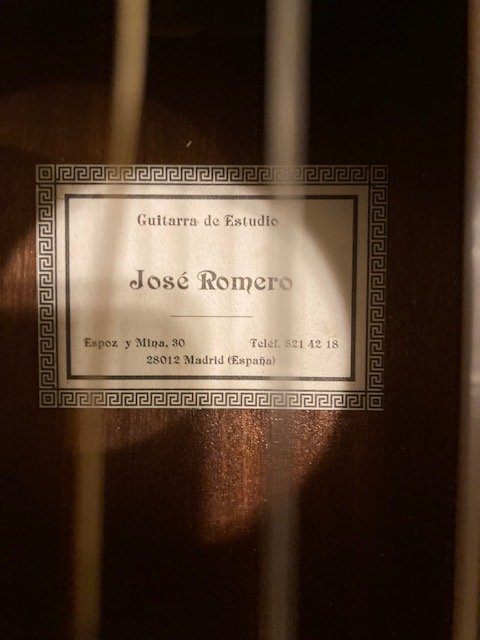 Guitarra de Estudio
José Romero
Espoz y Mina, 30 Teléf. 521 42 18
28012 Madrid (España)